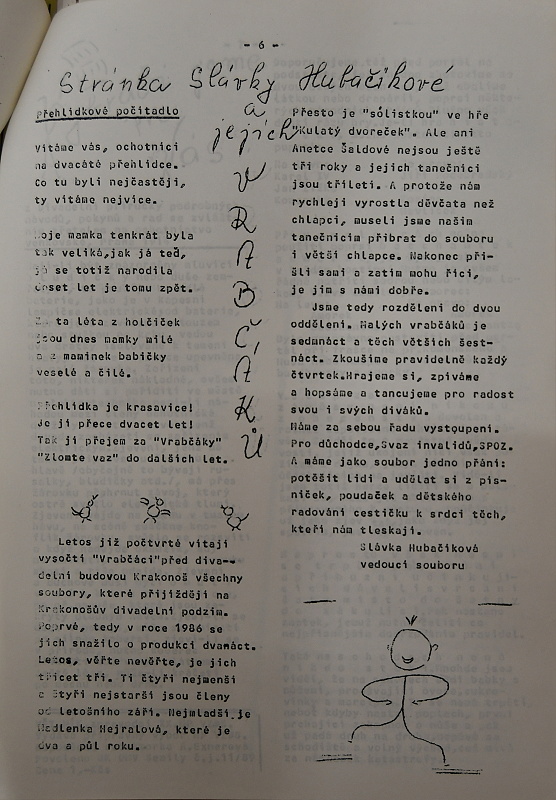 - 6 -
Stránka Slávky Hubačíkové
a
jejich
V
R
A
B
Č,
A
K
Ů
Přehlídkové počitadlo
Vítáme vás, ochotníci
na dvacáté přehlídce.
Co tu byli nejčastěji,
ty vítáme nejvíce.
Moje mamka tenkrát byla
tak veliká,jak já teď,
já se totiž narodila
deset let je tomu zpět.
Za ta léta z holčiček
jsou dnes mamky milé
a z maminek babičky
veselé a čilé.
Přehlídka je krasavice!
Je jí přece dvacet let!
Tak jí přejem za "Vrabčáky"
"Zlomte vaz" do dalších let.
Letos již počtvrté vítají
vysočtí "Vrabčáci"před diva-
delní budovou Krakonoš všechny
soubory, které přijíždějí na
Krakonošův divadelní podzim.
Poprvé, tedy v roce 1986 se
jich snažilo o produkci dvanáct.
Letos, věřte nevěřte, je jich
třicet tři. Ti čtyři nejmenší
a čtyři nejstarší jsou členy
od letošního září. Nejmladší je
Madlenka Hejralová, které je
dva a půl roku.
Přesto je "sólistkou" ve hře
"Kulatý dvoreček". Ale ani
Anetce Šaldové nejsou ještě
tři roky a jejich tanečníci
jsou tříletí. A protože nám
rychleji vyrostla děvčata než
chlapci, museli jsme našim
tanečnicím přibrat do souboru
i větší chlapce. Nakonec při-
šli sami a zatím mohu říci,
že jim s námi dobře.
Jsme tedy rozděleni do dvou
oddělení. Malých vrabčáků je
sedmnáct a těch větších šest-
náct. Zkoušíme pravidelně každý
čtvrtek.Hrajeme si, zpíváme
a hopsáme a tancujeme pro radost
svou i svých diváků.
Máme za sebou řadu vystoupení.
Pro důchodce,Svaz invalidů,SPOZ.
A máme jako soubor jedno přání:
potěšit lidi a udělat si z pís-
niček, poudaček a dětského
radování cestičku k srdci těch,
kteří nám tleskají.
Slávka Hubačíková
vedoucí souboru